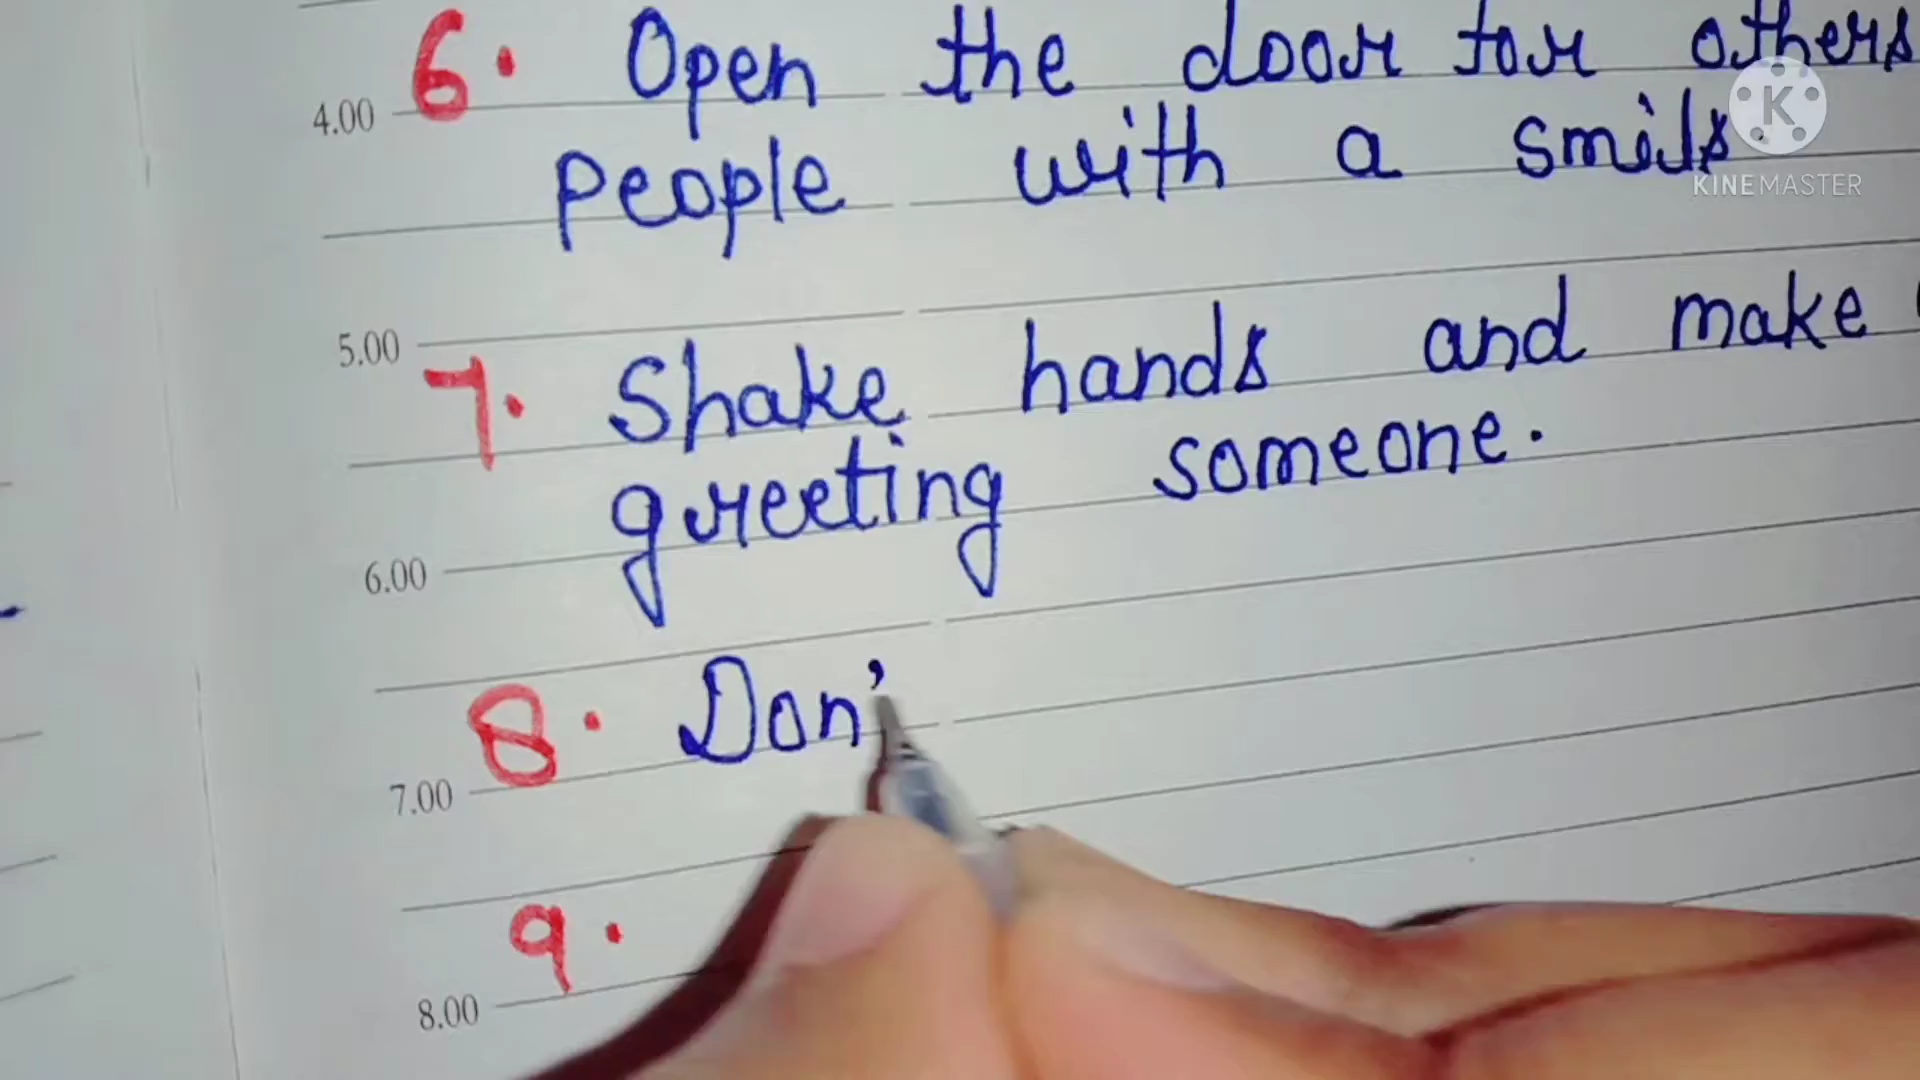 6. Open the door for others
4.00
people with a smile.
KINEMASTER
5.00
7. Shake hands and make
greeting someone.
6.00
8. Don'
7.00
9.
8.00